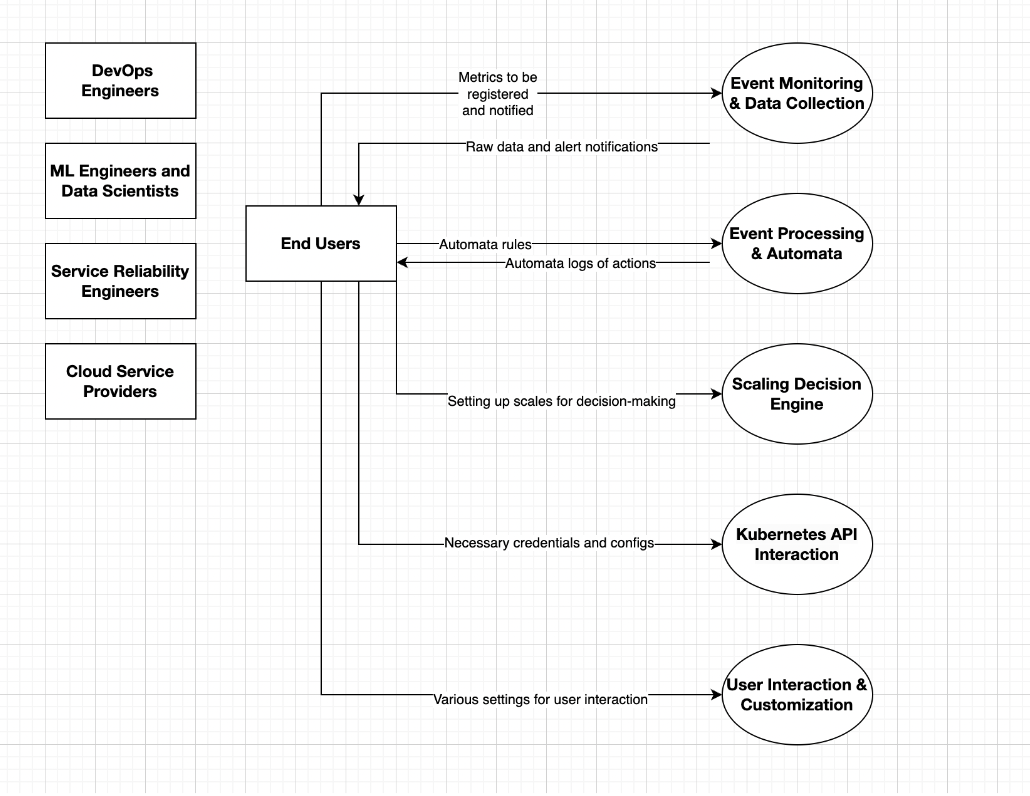 DevOps
Engineers
ML Engineers and
Data Scientists
Service Reliability
Engineers
Cloud Service
Providers
End Users
Metrics to be
registered
and notified
Raw data and alert notifications
Automata rules
Automata logs of actions
Setting up scales for decision-making
Necessary credentials and configs
Various settings for user interaction
Event Monitoring
& Data Collection
Event Processing
& Automata
Scaling Decision
Engine
Kubernetes API
Interaction
User Interaction &
Customization